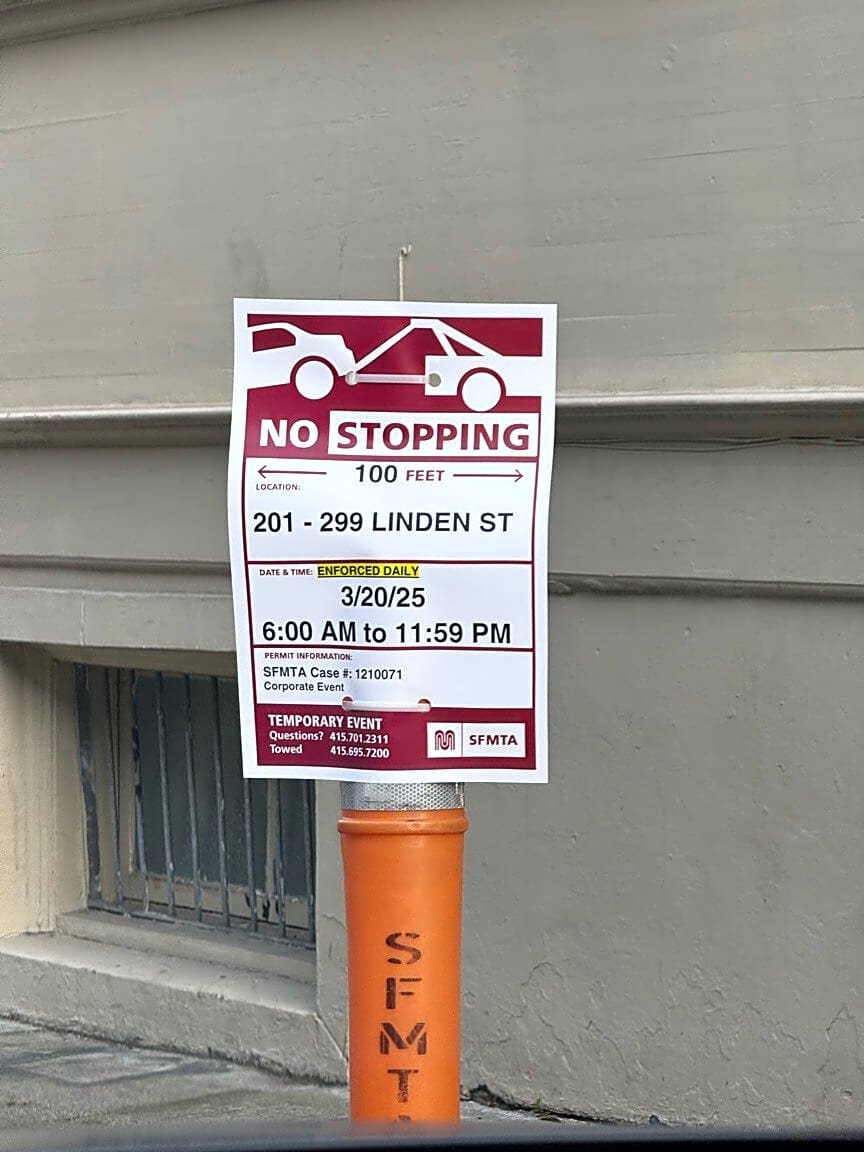 NO STOPPING
100 FEET
LOCATION:
201 - 299 LINDEN ST
DATE & TIME: ENFORCED DAILY
3/20/25
6:00 AM to 11:59 PM
PERMIT INFORMATION:
SFMTA Case #: 1210071
Corporate Event
TEMPORARY EVENT
Questions? 415.701.2311
Towed 415.695.7200
SFMTA
S
F
M
T